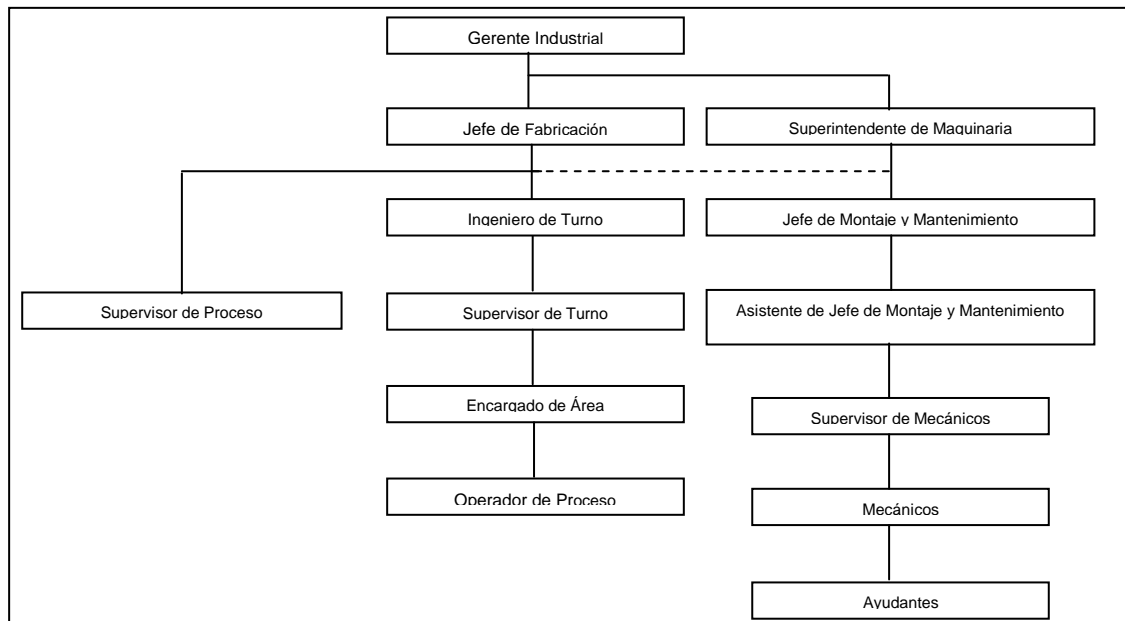 Gerente Industrial
Jefe de Fabricación
Superintendente de Maquinaria
Ingeniero de Turno
Jefe de Montaje y Mantenimiento
Supervisor de Proceso
Supervisor de Turno
Asistente de Jefe de Montaje y Mantenimiento
Encargado de Área
Supervisor de Mecánicos
Operador de Proceso
Mecánicos
Ayudantes